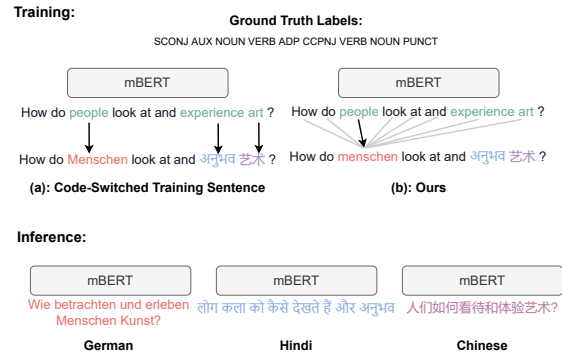 Training:
Ground Truth Labels:
SCONJ AUX NOUN VERB ADP CCPNJ VERB NOUN PUNCT
mBERT
How do people look at and experience art ?
How do Menschen look at and अनुभव 艺术 ?
(a): Code-Switched Training Sentence
mBERT
How do people look at and experience art ?
How do menschen look at and अनुभव 艺术 ?
(b): Ours
Inference:
mBERT
Wie betrachten und erleben
Menschen Kunst?
German
mBERT
लोग कला को कैसे देखते हैं और अनुभव
Hindi
mBERT
人们如何看待和体验艺术?
Chinese